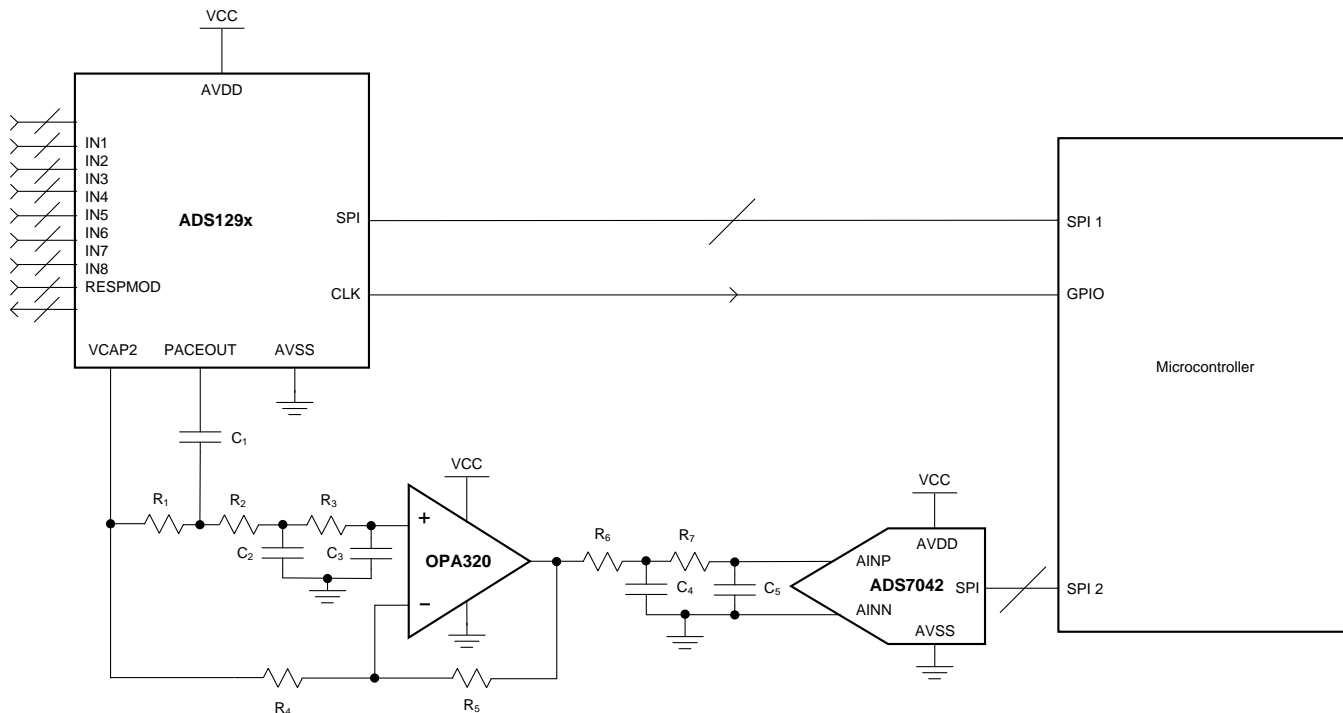 VCC
AVDD
IN1
IN2
IN3
IN4
IN5
IN6
IN7
IN8
RESPMOD
ADS129x
SPI
CLK
VCAP2 PACEOUT AVSS
SPI 1
GPIO
Microcontroller
SPI 2
C1
R1
R2
R3
C2
C3
VCC
+
OPA320
−
R4
R5
R6
R7
C4
C5
VCC
AVDD
AINP
ADS7042
SPI
AINN
AVSS